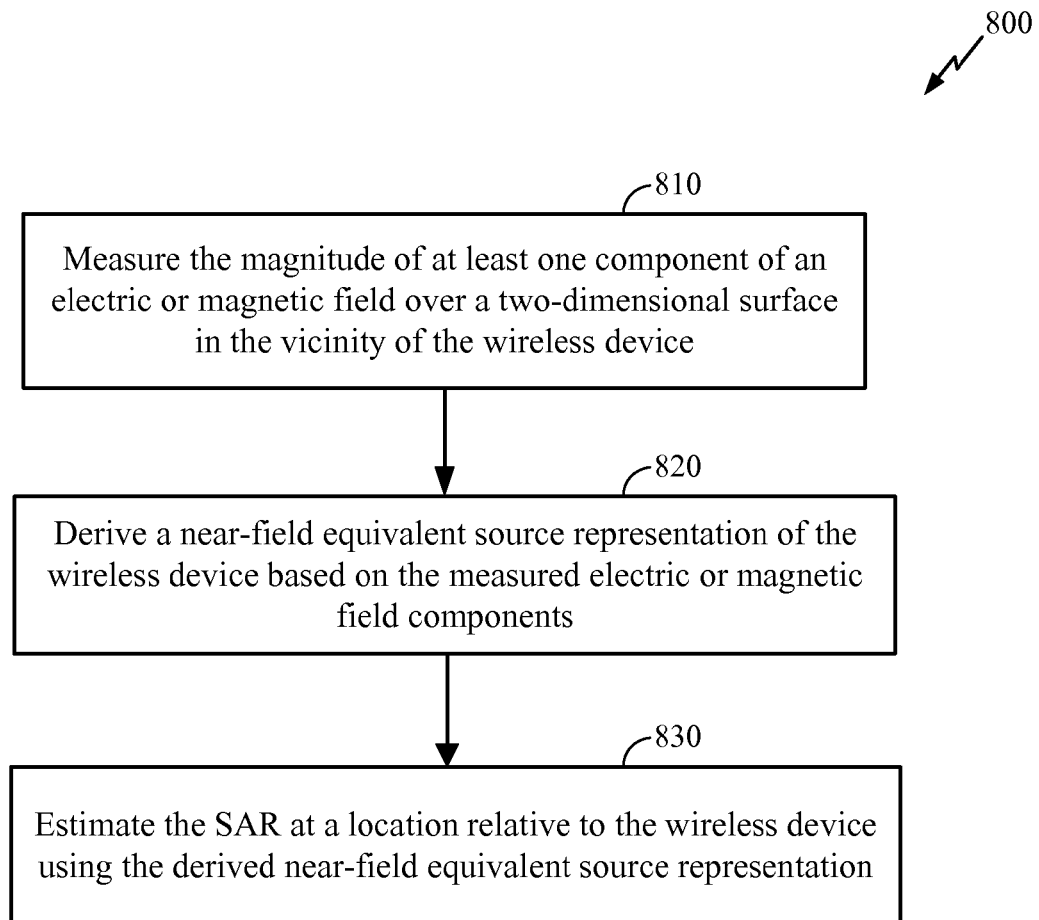 800
810
Measure the magnitude of at least one component of an
electric or magnetic field over a two-dimensional surface
in the vicinity of the wireless device
820
Derive a near-field equivalent source representation of the
wireless device based on the measured electric or magnetic
field components
830
Estimate the SAR at a location relative to the wireless device
using the derived near-field equivalent source representation